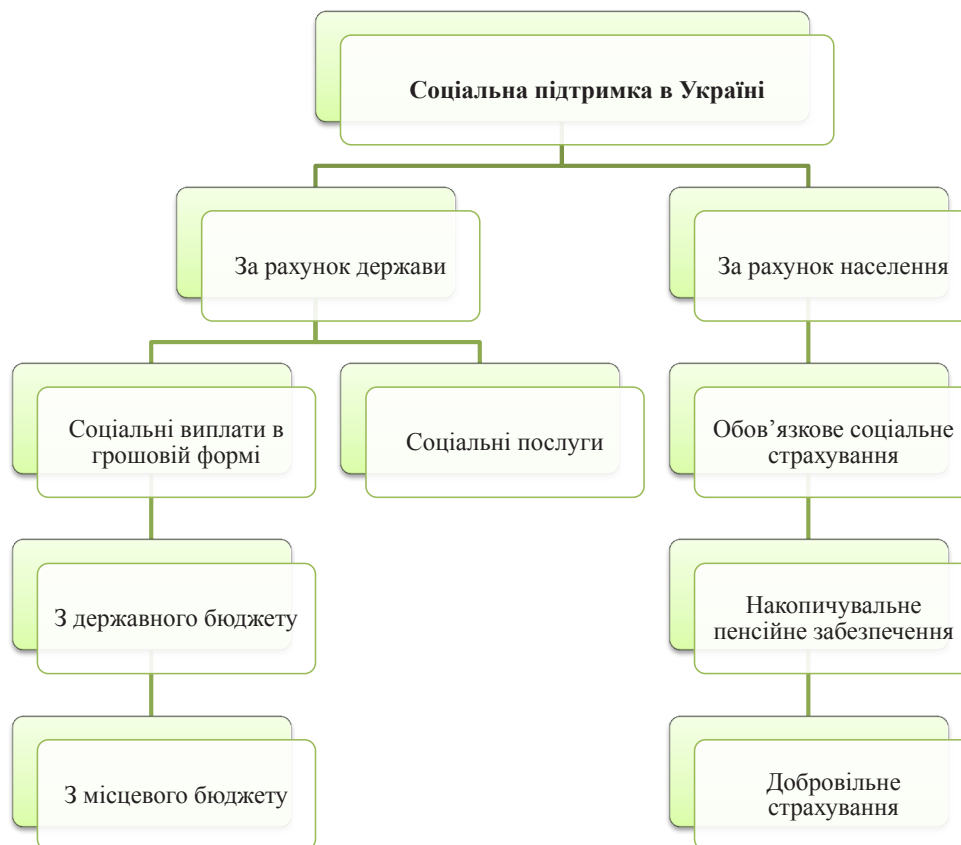 Соціальна підтримка в Україні
За рахунок держави
За рахунок населення
Соціальні виплати в
грошовій формі
Соціальні послуги
Обов’язкове соціальне
страхування
З державного бюджету
Накопичувальне
пенсійне забезпечення
З місцевого бюджету
Добровільне
страхування